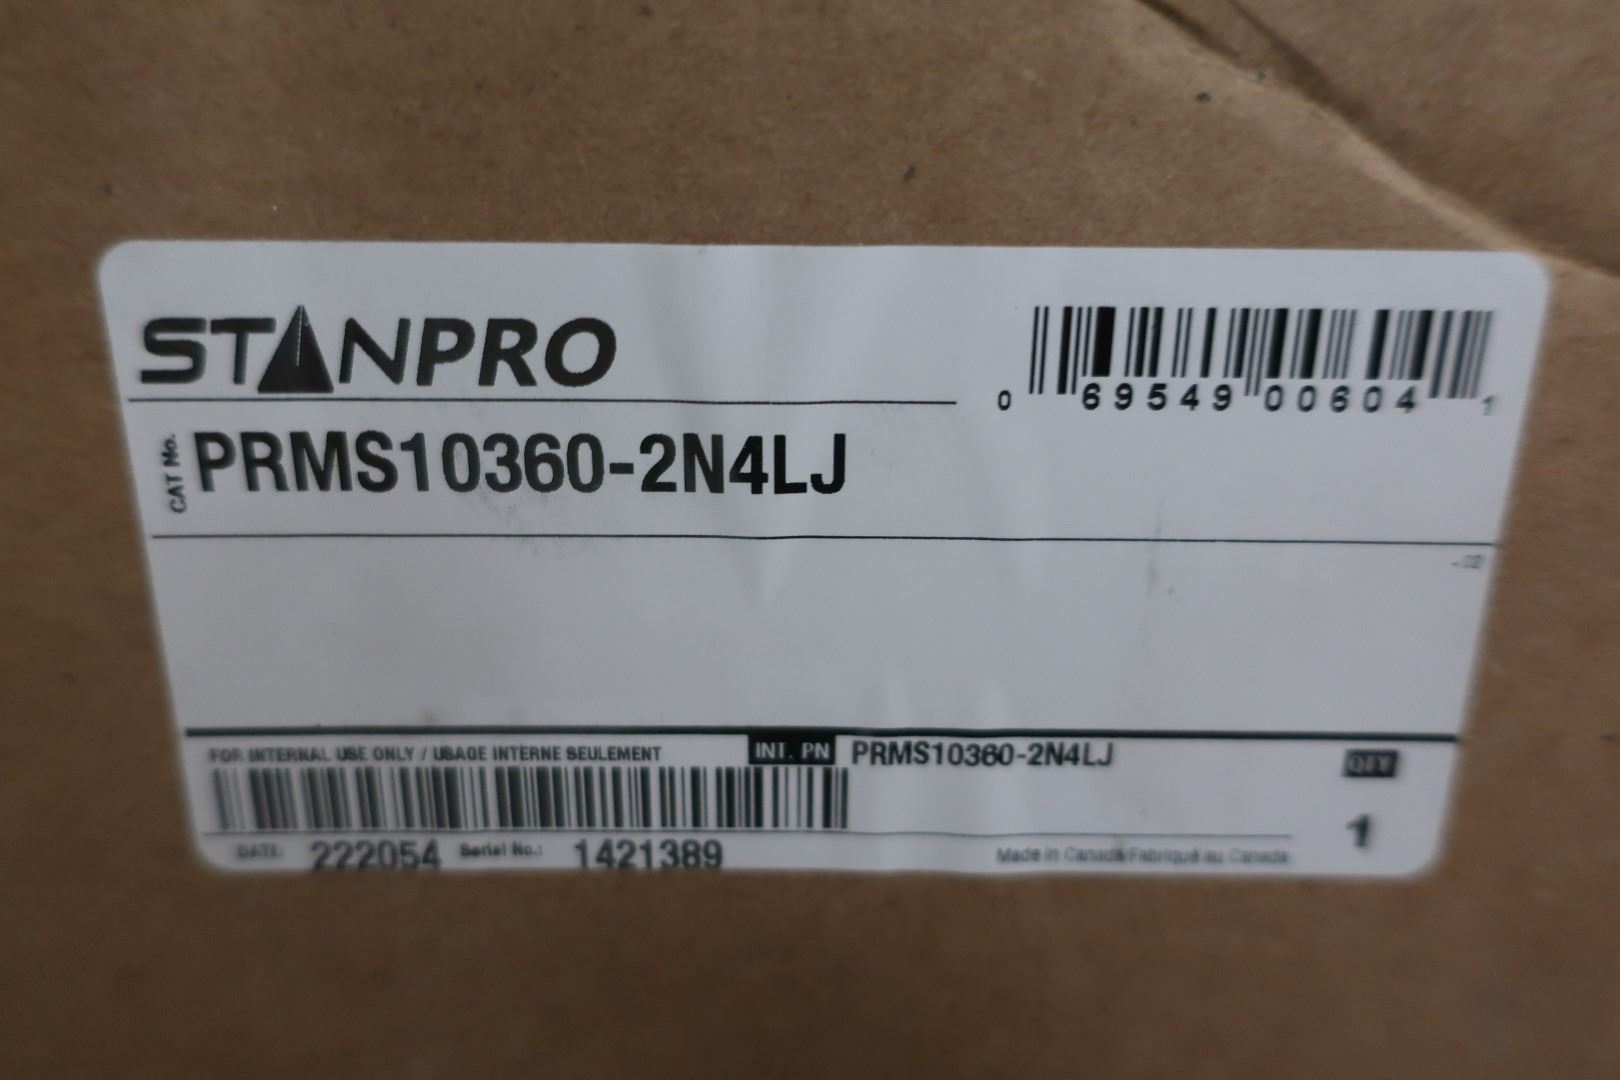 STANPRO
0 69549 00604 1
CAT No. PRMS10360-2N4LJ
FOR INTERNAL USE ONLY / USAGE INTERNE SEULEMENT INT. PN PRMS10360-2N4LJ QTY
1
DATE: 222054 Serial No.: 1421389 Made in Canada/Fabriqué au Canada